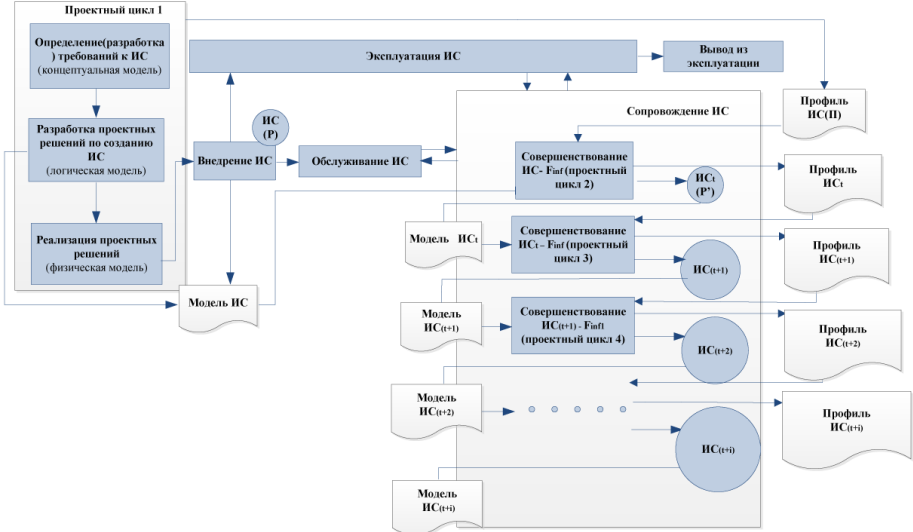 Проектный цикл 1
Определение(разработка
) требований к ИС
(концептуальная модель)
Разработка проектных
решений по созданию
ИС
(логическая модель)
Реализация проектных
решений
(физическая модель)
Эксплуатация ИС
Вывод из
эксплуатации
ИС
(P)
Внедрение ИС
Обслуживание ИС
Модель ИС
Сопровождение ИС
Профиль
ИС(П)
Совершенствование
ИС- Finf (проектный
цикл 2)
ИСt
(P')
Профиль
ИСt
Модель ИСt
Совершенствование
ИСt – Finf (проектный
цикл 3)
ИС(t+1)
Профиль
ИС(t+1)
Модель
ИС(t+1)
Совершенствование
ИС(t+1) - Finf1
(проектный цикл 4)
ИС(t+2)
Профиль
ИС(t+2)
Модель
ИС(t+2)
Профиль
ИС(t+i)
ИС(t+i)
Модель
ИС(t+i)